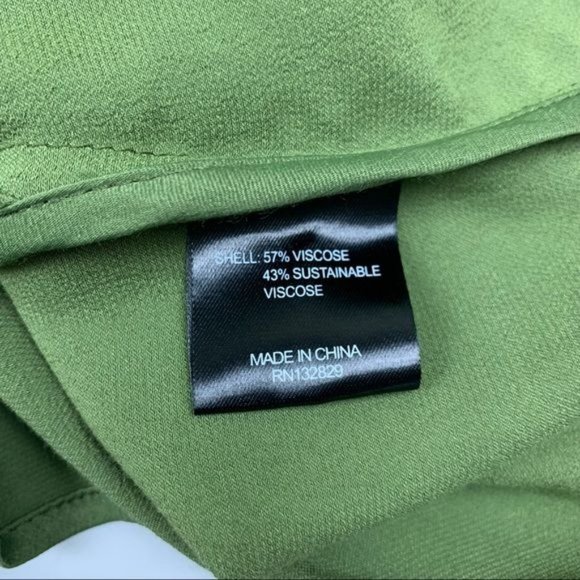 SHELL: 57% VISCOSE
43% SUSTAINABLE
VISCOSE
MADE IN CHINA
RN132829